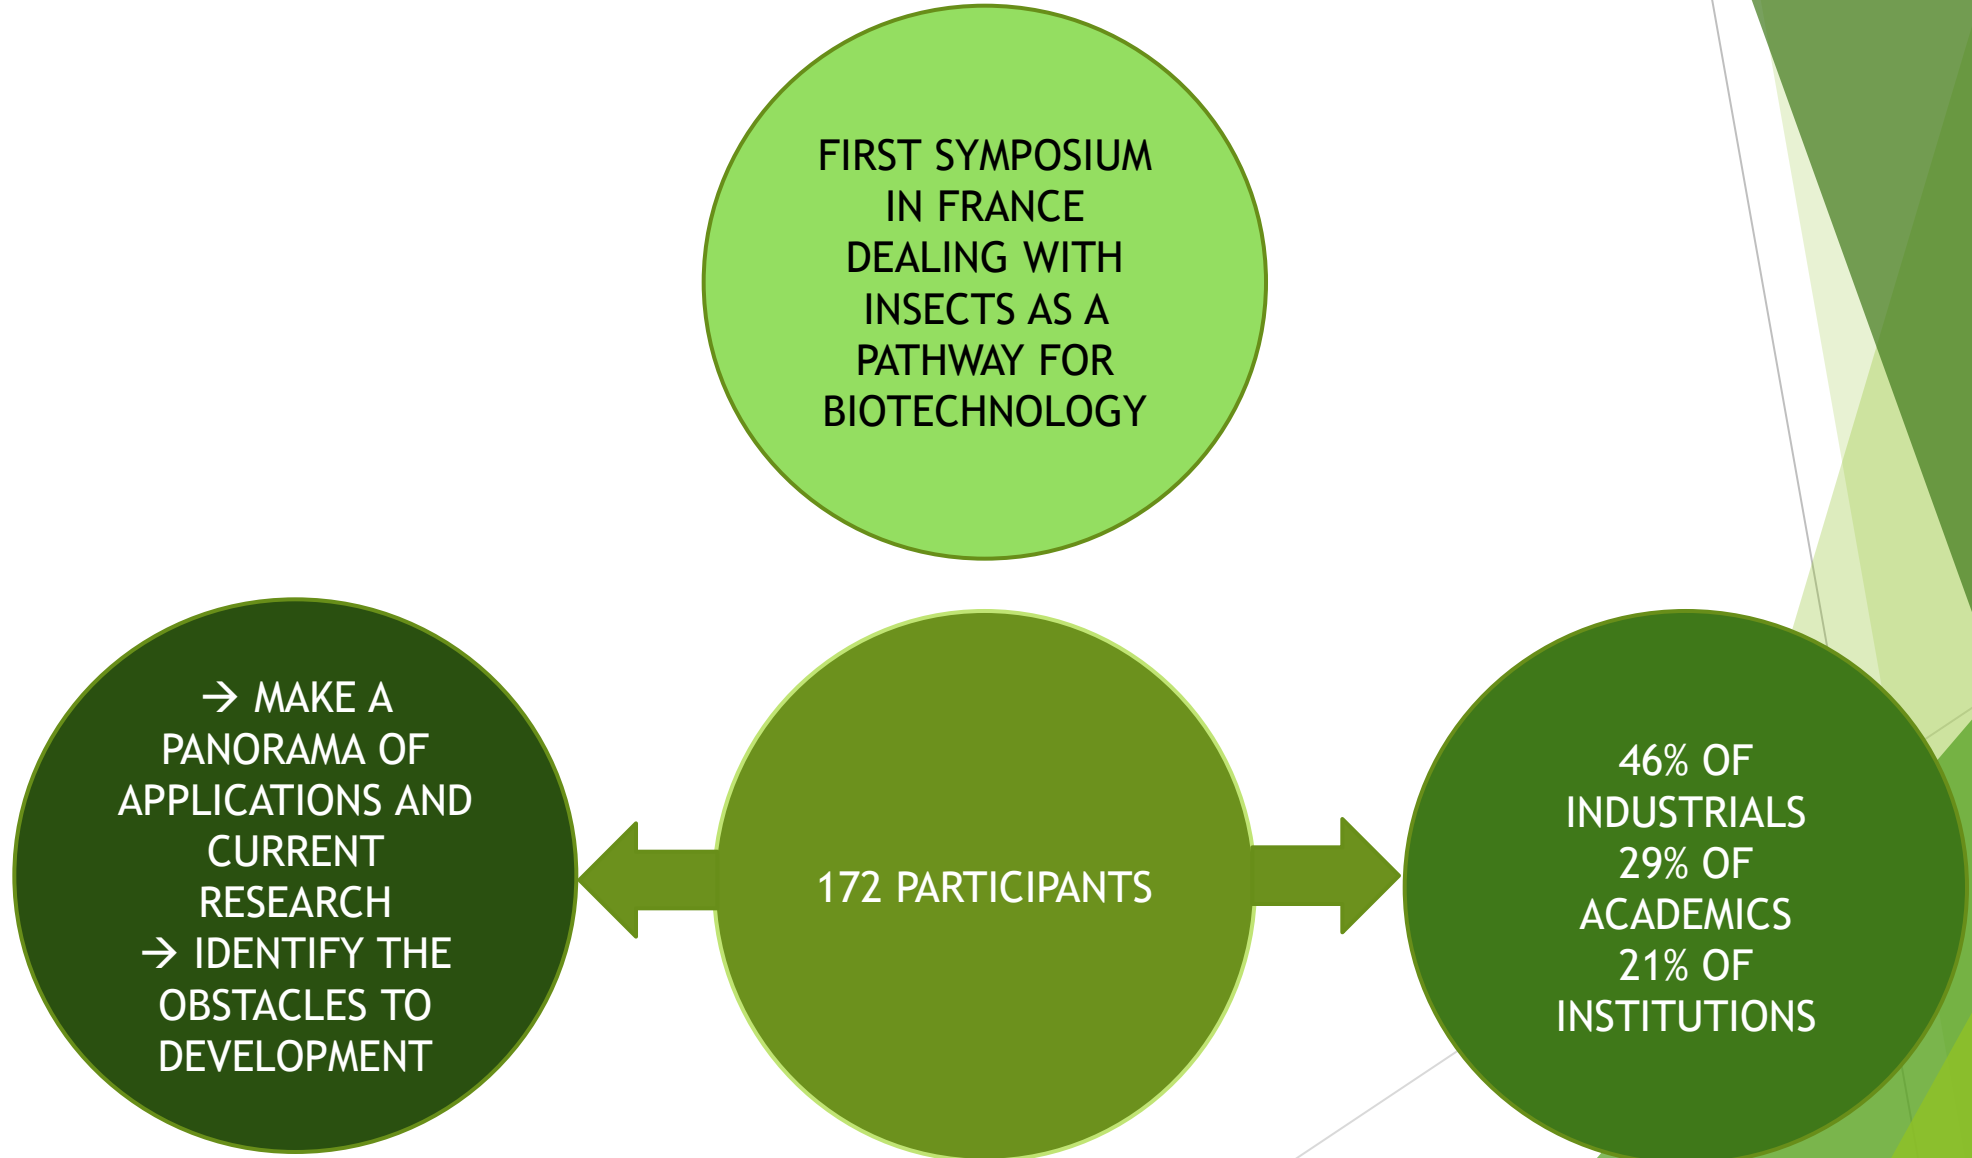 FIRST SYMPOSIUM
IN FRANCE
DEALING WITH
INSECTS AS A
PATHWAY FOR
BIOTECHNOLOGY
→ MAKE A
PANORAMA OF
APPLICATIONS AND
CURRENT
RESEARCH
→ IDENTIFY THE
OBSTACLES TO
DEVELOPMENT
172 PARTICIPANTS
46% OF
INDUSTRIALS
29% OF
ACADEMICS
21% OF
INSTITUTIONS